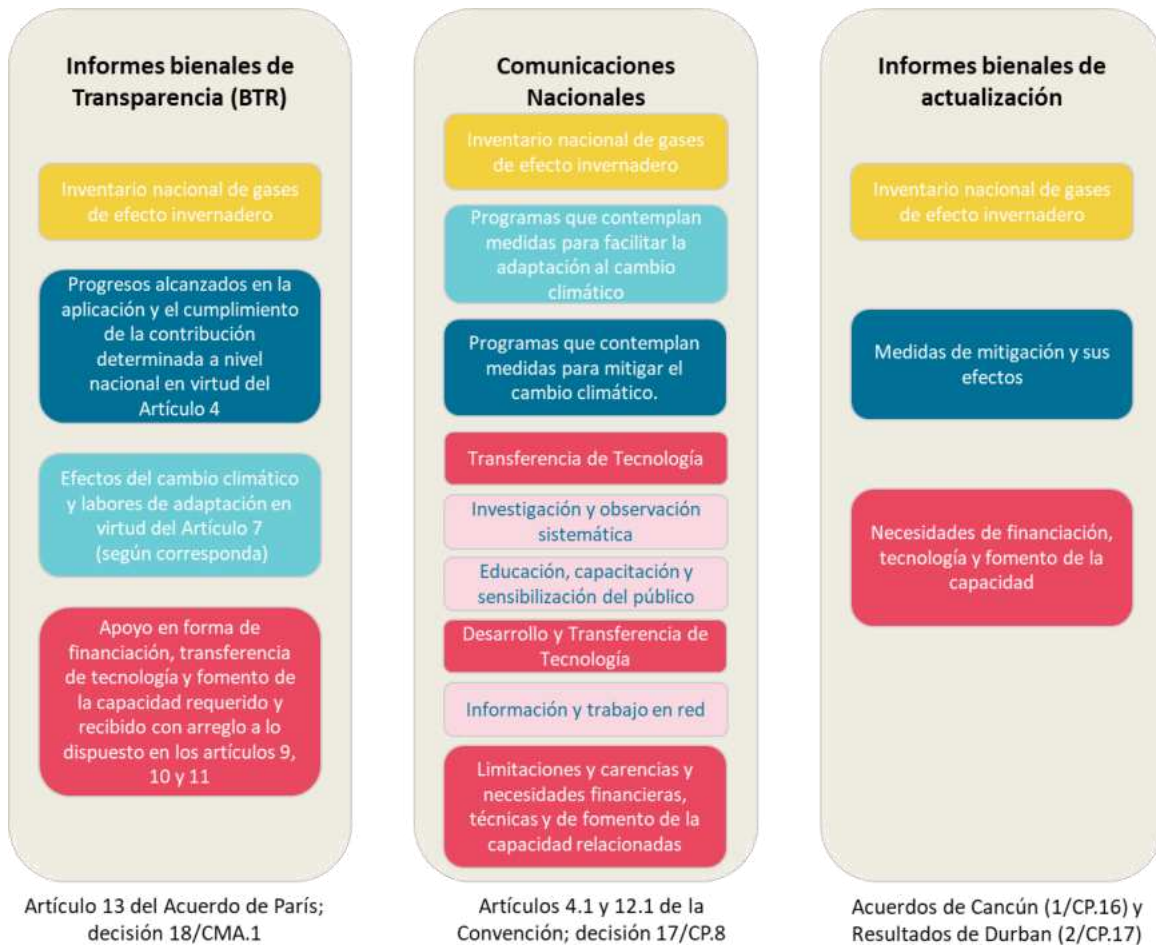 Informes bienales de
Transparencia (BTR)
Inventario nacional de gases
de efecto invernadero
Progresos alcanzados en la
aplicación y el cumplimiento
de la contribución
determinada a nivel
nacional en virtud del
Artículo 4
Efectos del cambio climático
y labores de adaptación en
virtud del Artículo 7
(según corresponda)
Apoyo en forma de
financiación, transferencia
de tecnología y fomento de
la capacidad requerido y
recibido con arreglo a lo
dispuesto en los artículos 9,
10 y 11
Artículo 13 del Acuerdo de París;
decisión 18/CMA.1
Comunicaciones
Nacionales
Inventario nacional de gases
de efecto invernadero
Programas que contemplan
medidas para facilitar la
adaptación al cambio
climático
Programas que contemplan
medidas para mitigar el
cambio climático.
Transferencia de Tecnología
Investigación y observación
sistemática
Educación, capacitación y
sensibilización del público
Desarrollo y Transferencia de
Tecnología
Información y trabajo en red
Limitaciones y carencias y
necesidades financieras,
técnicas y de fomento de la
capacidad relacionadas
Artículos 4.1 y 12.1 de la
Convención; decisión 17/CP.8
Informes bienales de
actualización
Inventario nacional de gases
de efecto invernadero
Medidas de mitigación y sus
efectos
Necesidades de financiación,
tecnología y fomento de la
capacidad
Acuerdos de Cancún (1/CP.16) y
Resultados de Durban (2/CP.17)